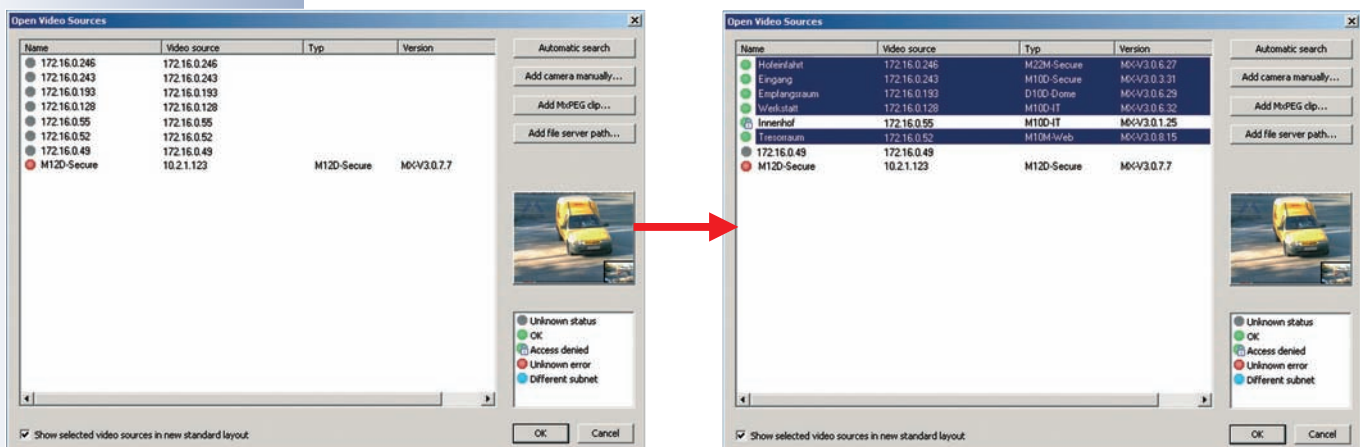 Open Video Sources
Name Video source Typ Version
172.16.0.246 172.16.0.246
172.16.0.243 172.16.0.243
172.16.0.193 172.16.0.193
172.16.0.128 172.16.0.128
172.16.0.55 172.16.0.55
172.16.0.52 172.16.0.52
172.16.0.49 172.16.0.49
M12D-Secure 10.2.1.123 M12D-Secure MX-V3.0.7.7
Automatic search
Add camera manually...
Add MxPEG clip...
Add file server path...
Unknown status
OK
Access denied
Unknown error
Different subnet
Show selected video sources in new standard layout
OK Cancel
Open Video Sources
Name Video source Typ Version
Hofeinfahrt 172.16.0.246 M22M-Secure MX-V3.0.6.27
Eingang 172.16.0.243 M10D-Secure MX-V3.0.3.31
Empfangsraum 172.16.0.193 D10D-Dome MX-V3.0.6.29
Werkstatt 172.16.0.128 M10D-IT MX-V3.0.6.32
Innenhof 172.16.0.55 M10D-IT MX-V3.0.1.25
Tresorraum 172.16.0.52 M10M-Web MX-V3.0.8.15
172.16.0.49 172.16.0.49
M12D-Secure 10.2.1.123 M12D-Secure MX-V3.0.7.7
Automatic search
Add camera manually...
Add MxPEG clip...
Add file server path...
Unknown status
OK
Access denied
Unknown error
Different subnet
Show selected video sources in new standard layout
OK Cancel